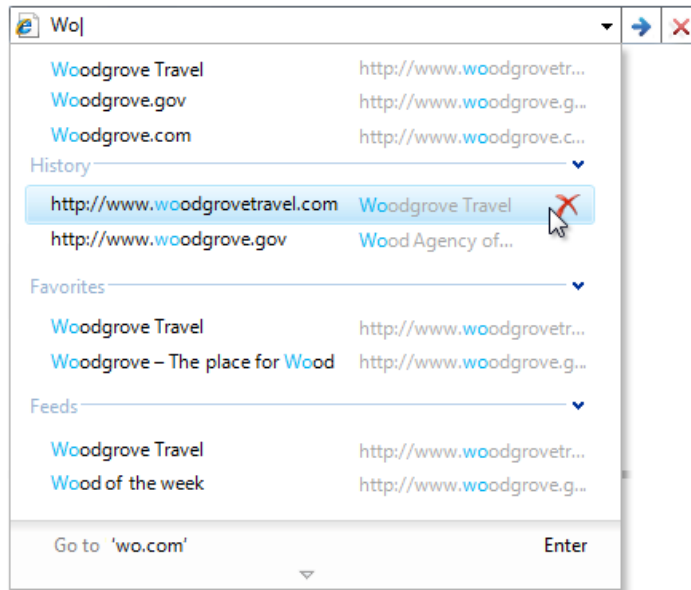 Wo
Woodgrove Travel http://www.woodgrovetr...
Woodgrove.gov http://www.woodgrove.g...
Woodgrove.com http://www.woodgrove.c...
History
http://www.woodgrovetravel.com Woodgrove Travel
http://www.woodgrove.gov Wood Agency of...
Favorites
Woodgrove Travel http://www.woodgrovetr...
Woodgrove – The place for Wood http://www.woodgrove.g...
Feeds
Woodgrove Travel http://www.woodgrovetr...
Wood of the week http://www.woodgrove.g...
Go to 'wo.com' Enter